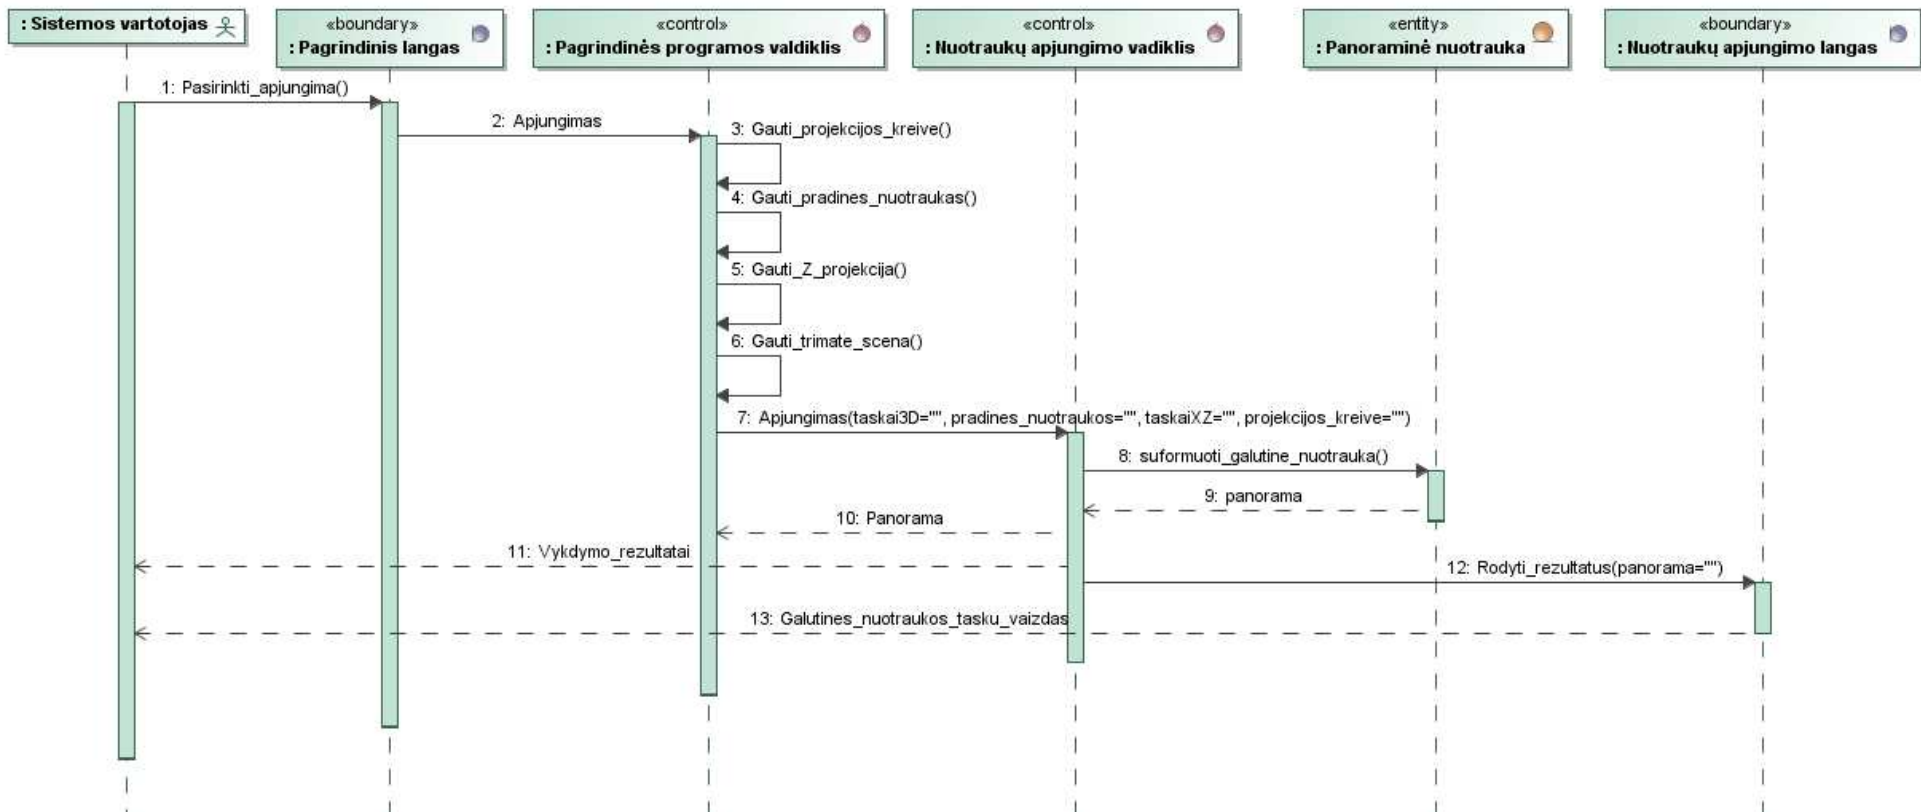 : Sistemos vartotojas
«boundary»
: Pagrindinis langas
«control»
: Pagrindinės programos valdiklis
«control»
: Nuotraukų apjungimo vadiklis
«entity»
: Panoraminė nuotrauka
«boundary»
: Nuotraukų apjungimo langas
1: Pasirinkti_apjungima()
2: Apjungimas
3: Gauti_projekcijos_kreive()
4: Gauti_pradines_nuotraukas()
5: Gauti_Z_projekcija()
6: Gauti_trimate_scena()
7: Apjungimas(taskai3D="", pradines_nuotraukos="", taskaiXZ="", projekcijos_kreive="")
8: suformuoti_galutine_nuotrauka()
9: panorama
10: Panorama
11: Vykdymo_rezultatai
12: Rodyti_rezultatus(panorama="")
13: Galutines_nuotraukos_tasku_vaizdas